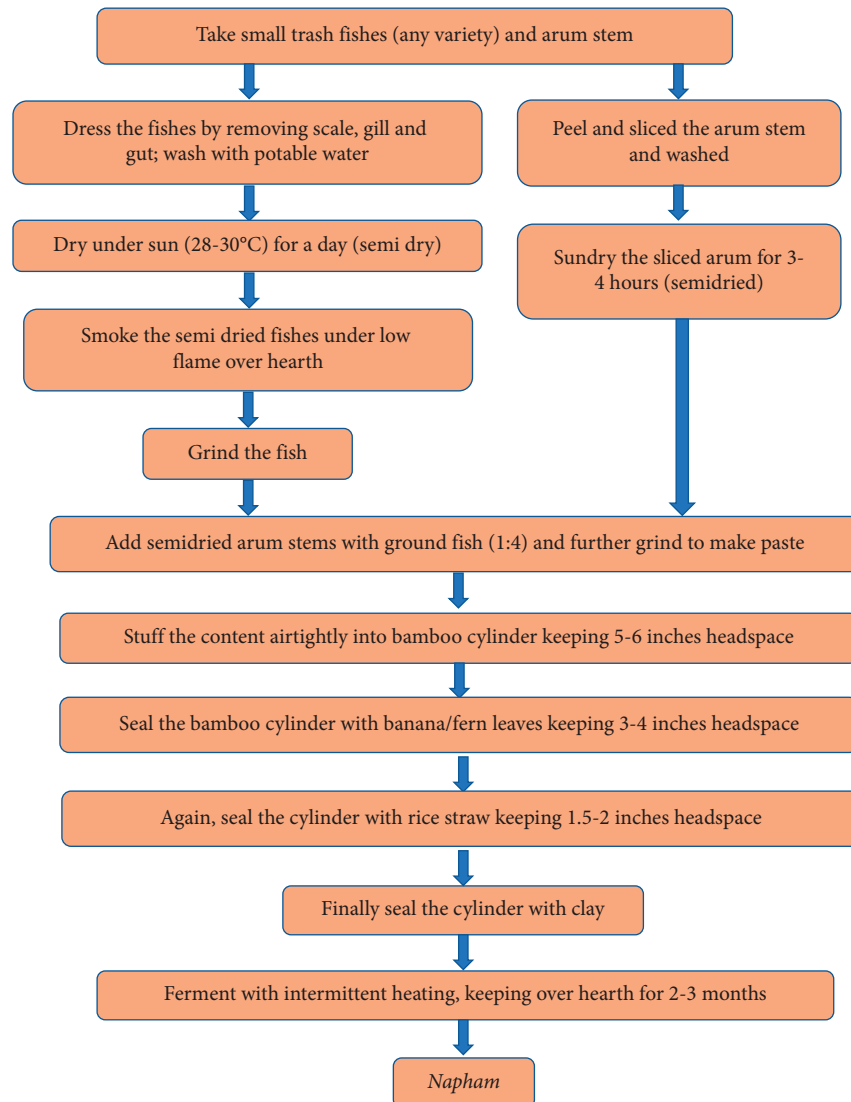 Take small trash fishes (any variety) and arum stem
Dress the fishes by removing scale, gill and
gut; wash with potable water
Peel and sliced the arum stem
and washed
Dry under sun (28-30°C) for a day (semi dry)
Sundry the sliced arum for 3-
4 hours (semidried)
Smoke the semi dried fishes under low
flame over hearth
Grind the fish
Add semidried arum stems with ground fish (1:4) and further grind to make paste
Stuff the content airtightly into bamboo cylinder keeping 5-6 inches headspace
Seal the bamboo cylinder with banana/fern leaves keeping 3-4 inches headspace
Again, seal the cylinder with rice straw keeping 1.5-2 inches headspace
Finally seal the cylinder with clay
Ferment with intermittent heating, keeping over hearth for 2-3 months
Napham